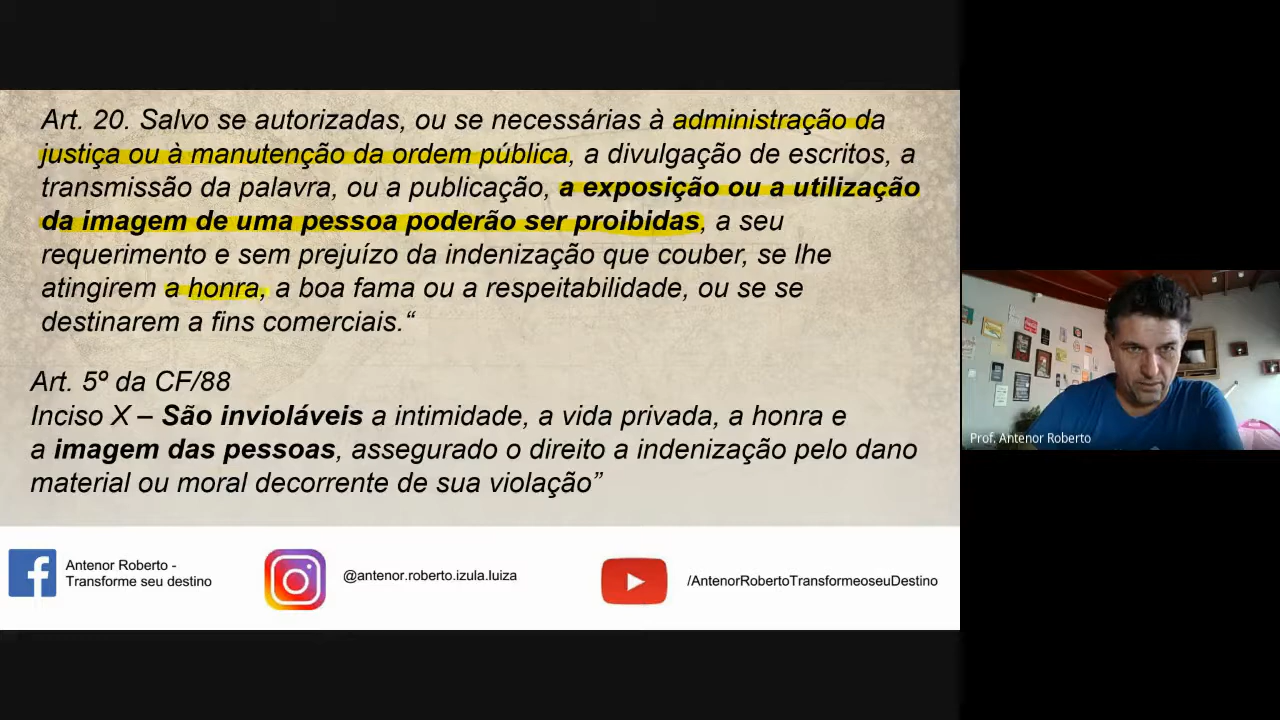 Art. 20. Salvo se autorizadas, ou se necessárias à administração da
justiça ou à manutenção da ordem pública, a divulgação de escritos, a
transmissão da palavra, ou a publicação, a exposição ou a utilização
da imagem de uma pessoa poderão ser proibidas, a seu
requerimento e sem prejuízo da indenização que couber, se lhe
atingirem a honra, a boa fama ou a respeitabilidade, ou se se
destinarem a fins comerciais.“
Art. 5º da CF/88
Inciso X – São invioláveis a intimidade, a vida privada, a honra e
a imagem das pessoas, assegurado o direito a indenização pelo dano
material ou moral decorrente de sua violação”
Antenor Roberto -
Transforme seu destino
@antenor.roberto.izula.luiza
/AntenorRobertoTransformeoseuDestino
Prof. Antenor Roberto